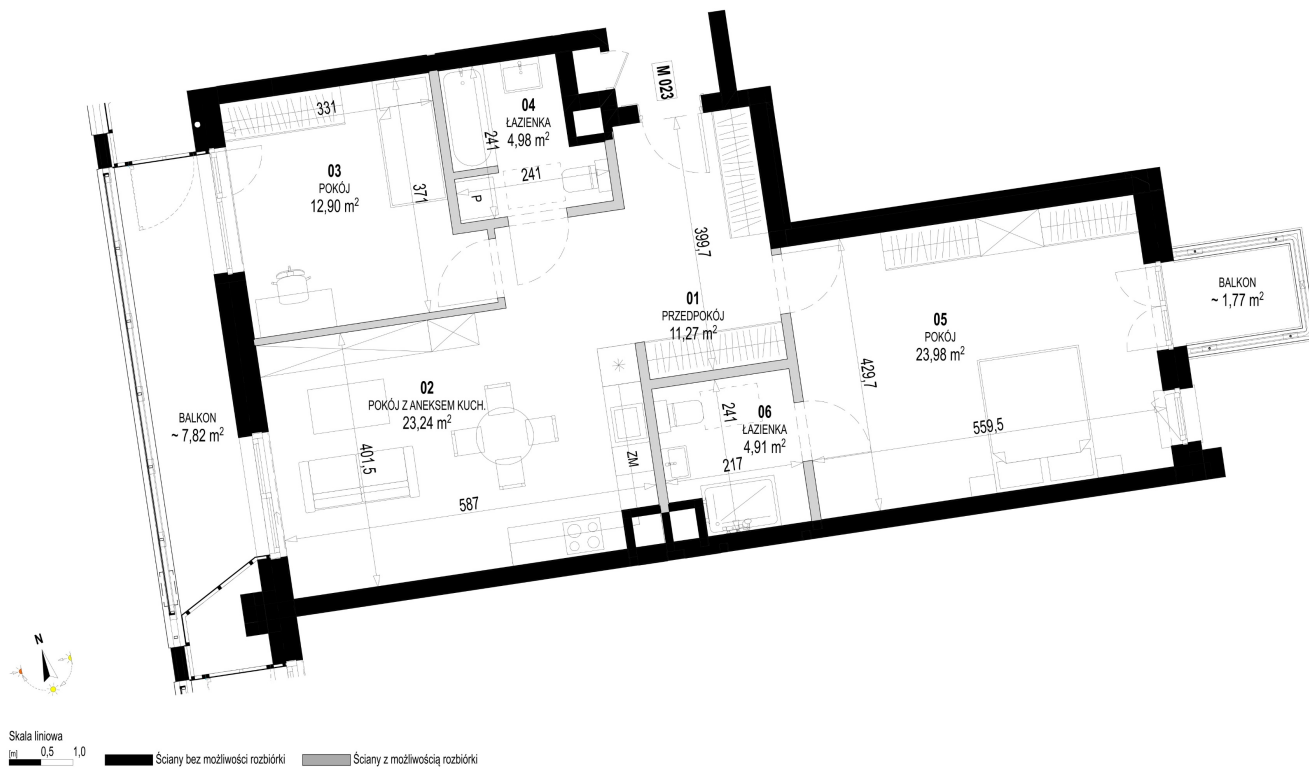 M 023
331
04
ŁAZIENKA
4,98 m²
241
241
P
03
POKÓJ
12,90 m²
371
399,7
01
PRZEDPOKÓJ
11,27 m²
05
POKÓJ
23,98 m²
BALKON
~ 1,77 m²
429,7
559,5
02
POKÓJ Z ANEKSEM KUCH.
23,24 m²
BALKON
~ 7,82 m²
401,5
587
ZM
241
06
ŁAZIENKA
4,91 m²
217
N
Skala liniowa
[m] 0,5 1,0
Ściany bez możliwości rozbiórki
Ściany z możliwością rozbiórki